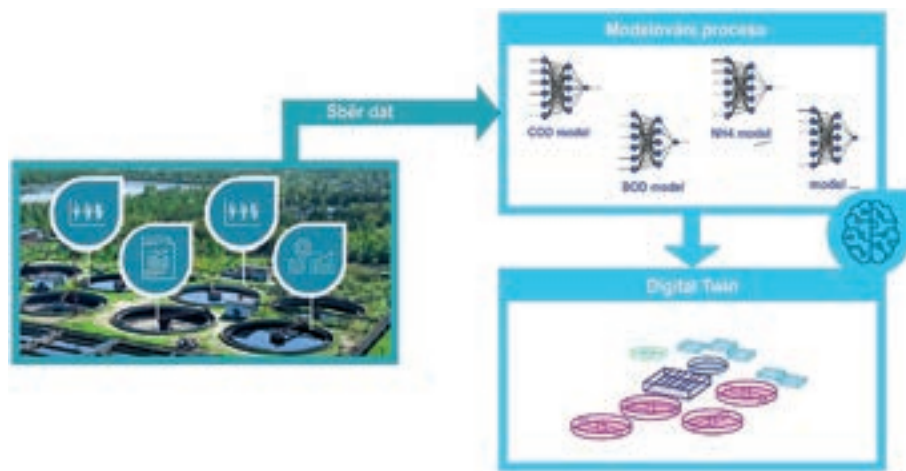 Modelování procesu
Sběr dat
COD model
NH4 model
BOD model
model ...
Digital Twin